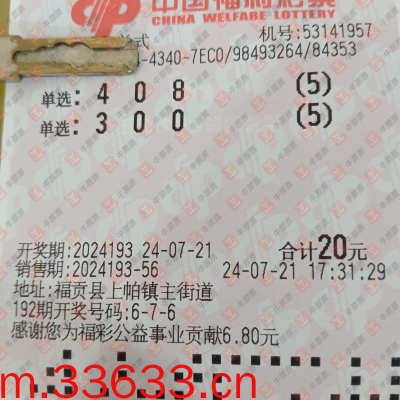 中国福利彩票
CHINA WELFARE LOTTERY
机号:53141957
-4340-7EC0/98493264/84353
单选: 4 0 8 (5)
单选: 3 0 0 (5)
开奖期:2024193 24-07-21 合计20元
销售期:2024193-56 24-07-21 17:31:29
地址:福贡县上帕镇主街道
192期开奖号码:6-7-6
感谢您为福彩公益事业贡献6.80元
m.33633.cn